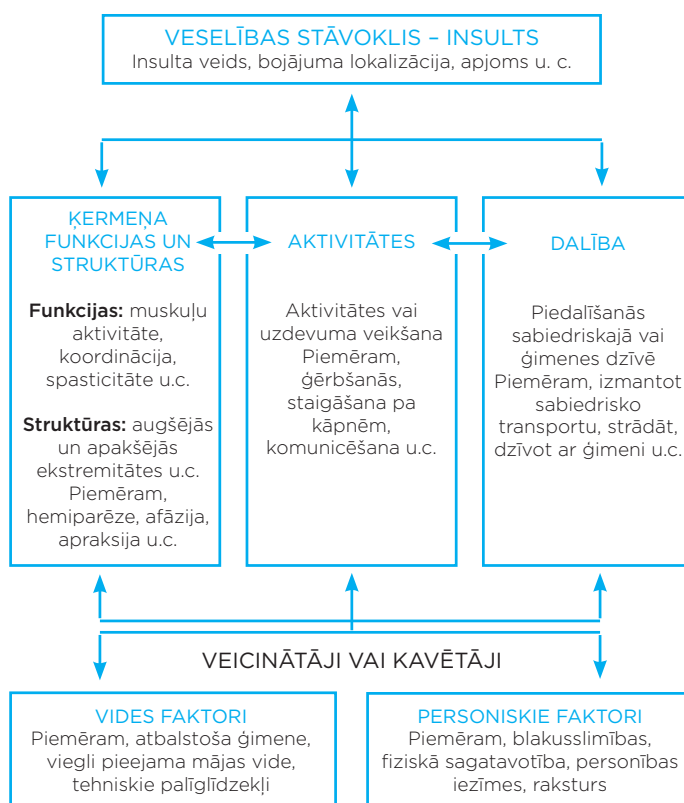 VESELĪBAS STĀVOKLIS – INSULTS
Insulta veids, bojājuma lokalizācija, apjoms u. c.
ĶERMEŅA
FUNKCIJAS UN
STRUKTŪRAS
Funkcijas: muskuļu
aktivitāte,
koordinācija,
spasticitāte u.c.
Struktūras: augšējās
un apakšējās
ekstremitātes u.c.
Piemēram,
hemiparēze, afāzija,
apraksija u.c.
AKTIVITĀTES
Aktivitātes vai
uzdevuma veikšana
Piemēram,
ģērbšanās,
staigāšana pa
kāpnēm,
komunicēšana u.c.
DALĪBA
Piedalīšanās
sabiedriskajā vai
ģimenes dzīvē
Piemēram, izmantot
sabiedrisko
transportu, strādāt,
dzīvot ar ģimeni u.c.
VEICINĀTĀJI VAI KAVĒTĀJI
VIDES FAKTORI
Piemēram, atbalstoša ģimene,
viegli pieejama mājas vide,
tehniskie palīglīdzekļi
PERSONISKIE FAKTORI
Piemēram, blakusslimības,
fiziskā sagatavotība, personības
iezīmes, raksturs